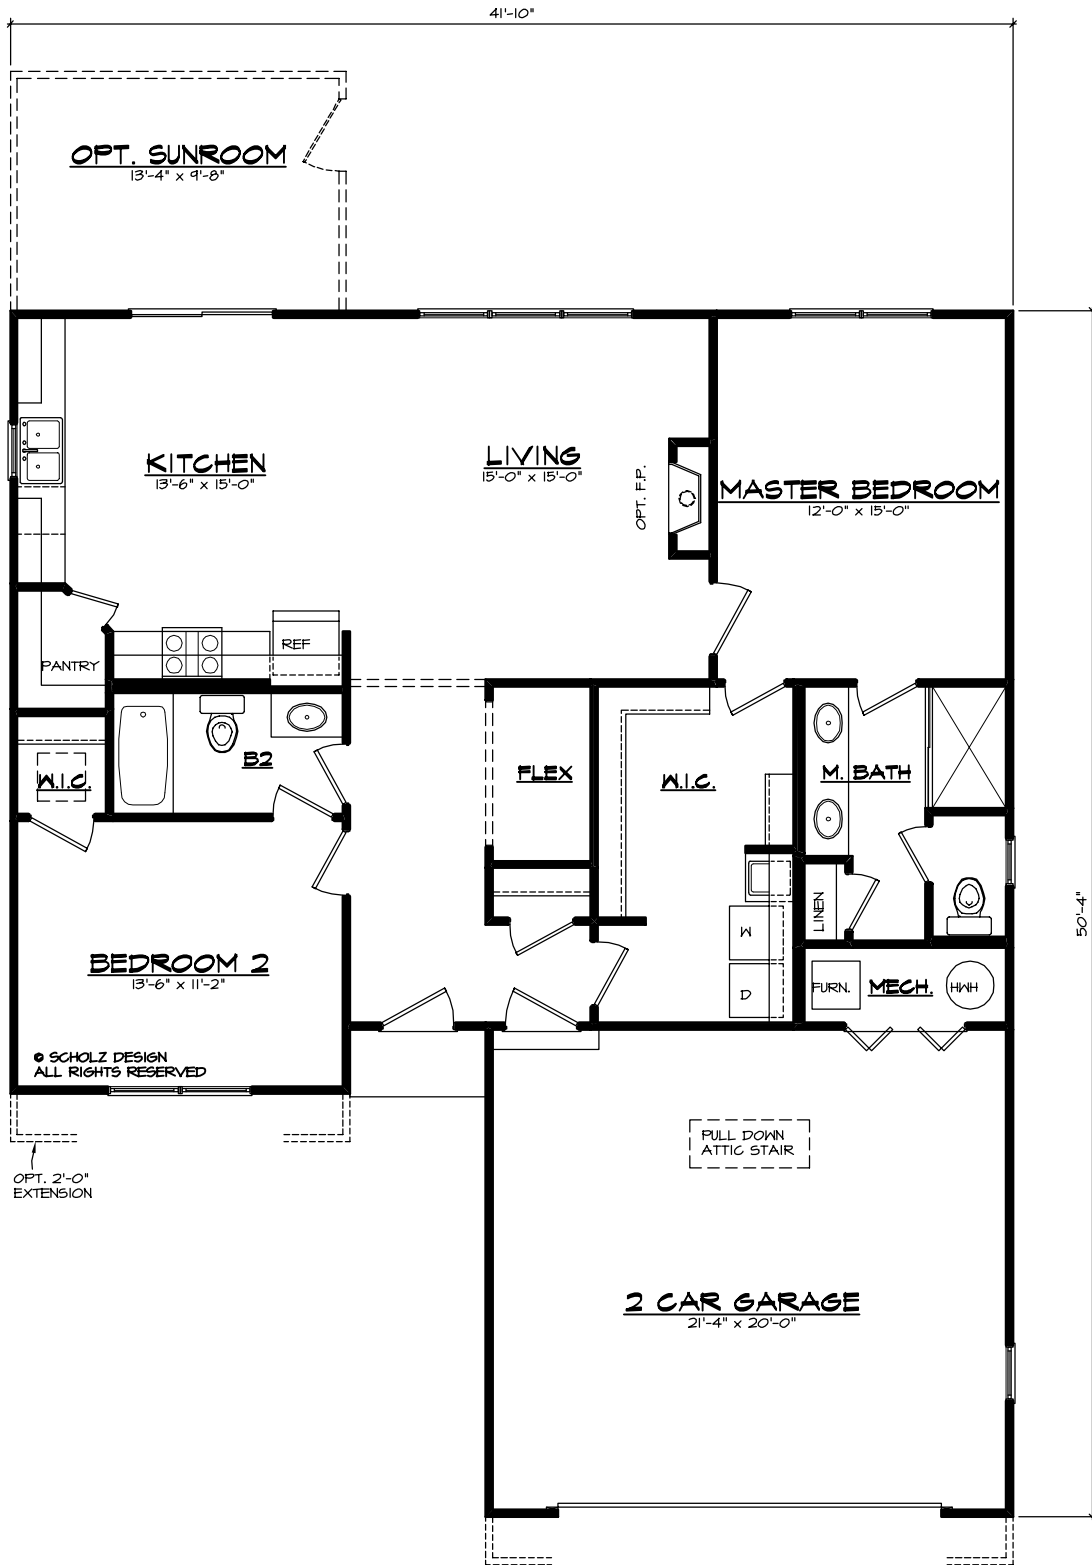 41'-10"
OPT. SUNROOM
13'-4" x 9'-8"
KITCHEN
13'-6" x 15'-0"
LIVING
15'-0" x 15'-0"
OPT. F.P.
MASTER BEDROOM
12'-0" x 15'-0"
REF
PANTRY
B2
W.I.C.
FLEX
W.I.C.
M. BATH
LINEN
50'-4"
W
D
BEDROOM 2
13'-6" x 11'-2"
FURN.
MECH.
HWH
© SCHOLZ DESIGN
ALL RIGHTS RESERVED
PULL DOWN
ATTIC STAIR
OPT. 2'-0"
EXTENSION
2 CAR GARAGE
21'-4" x 20'-0"